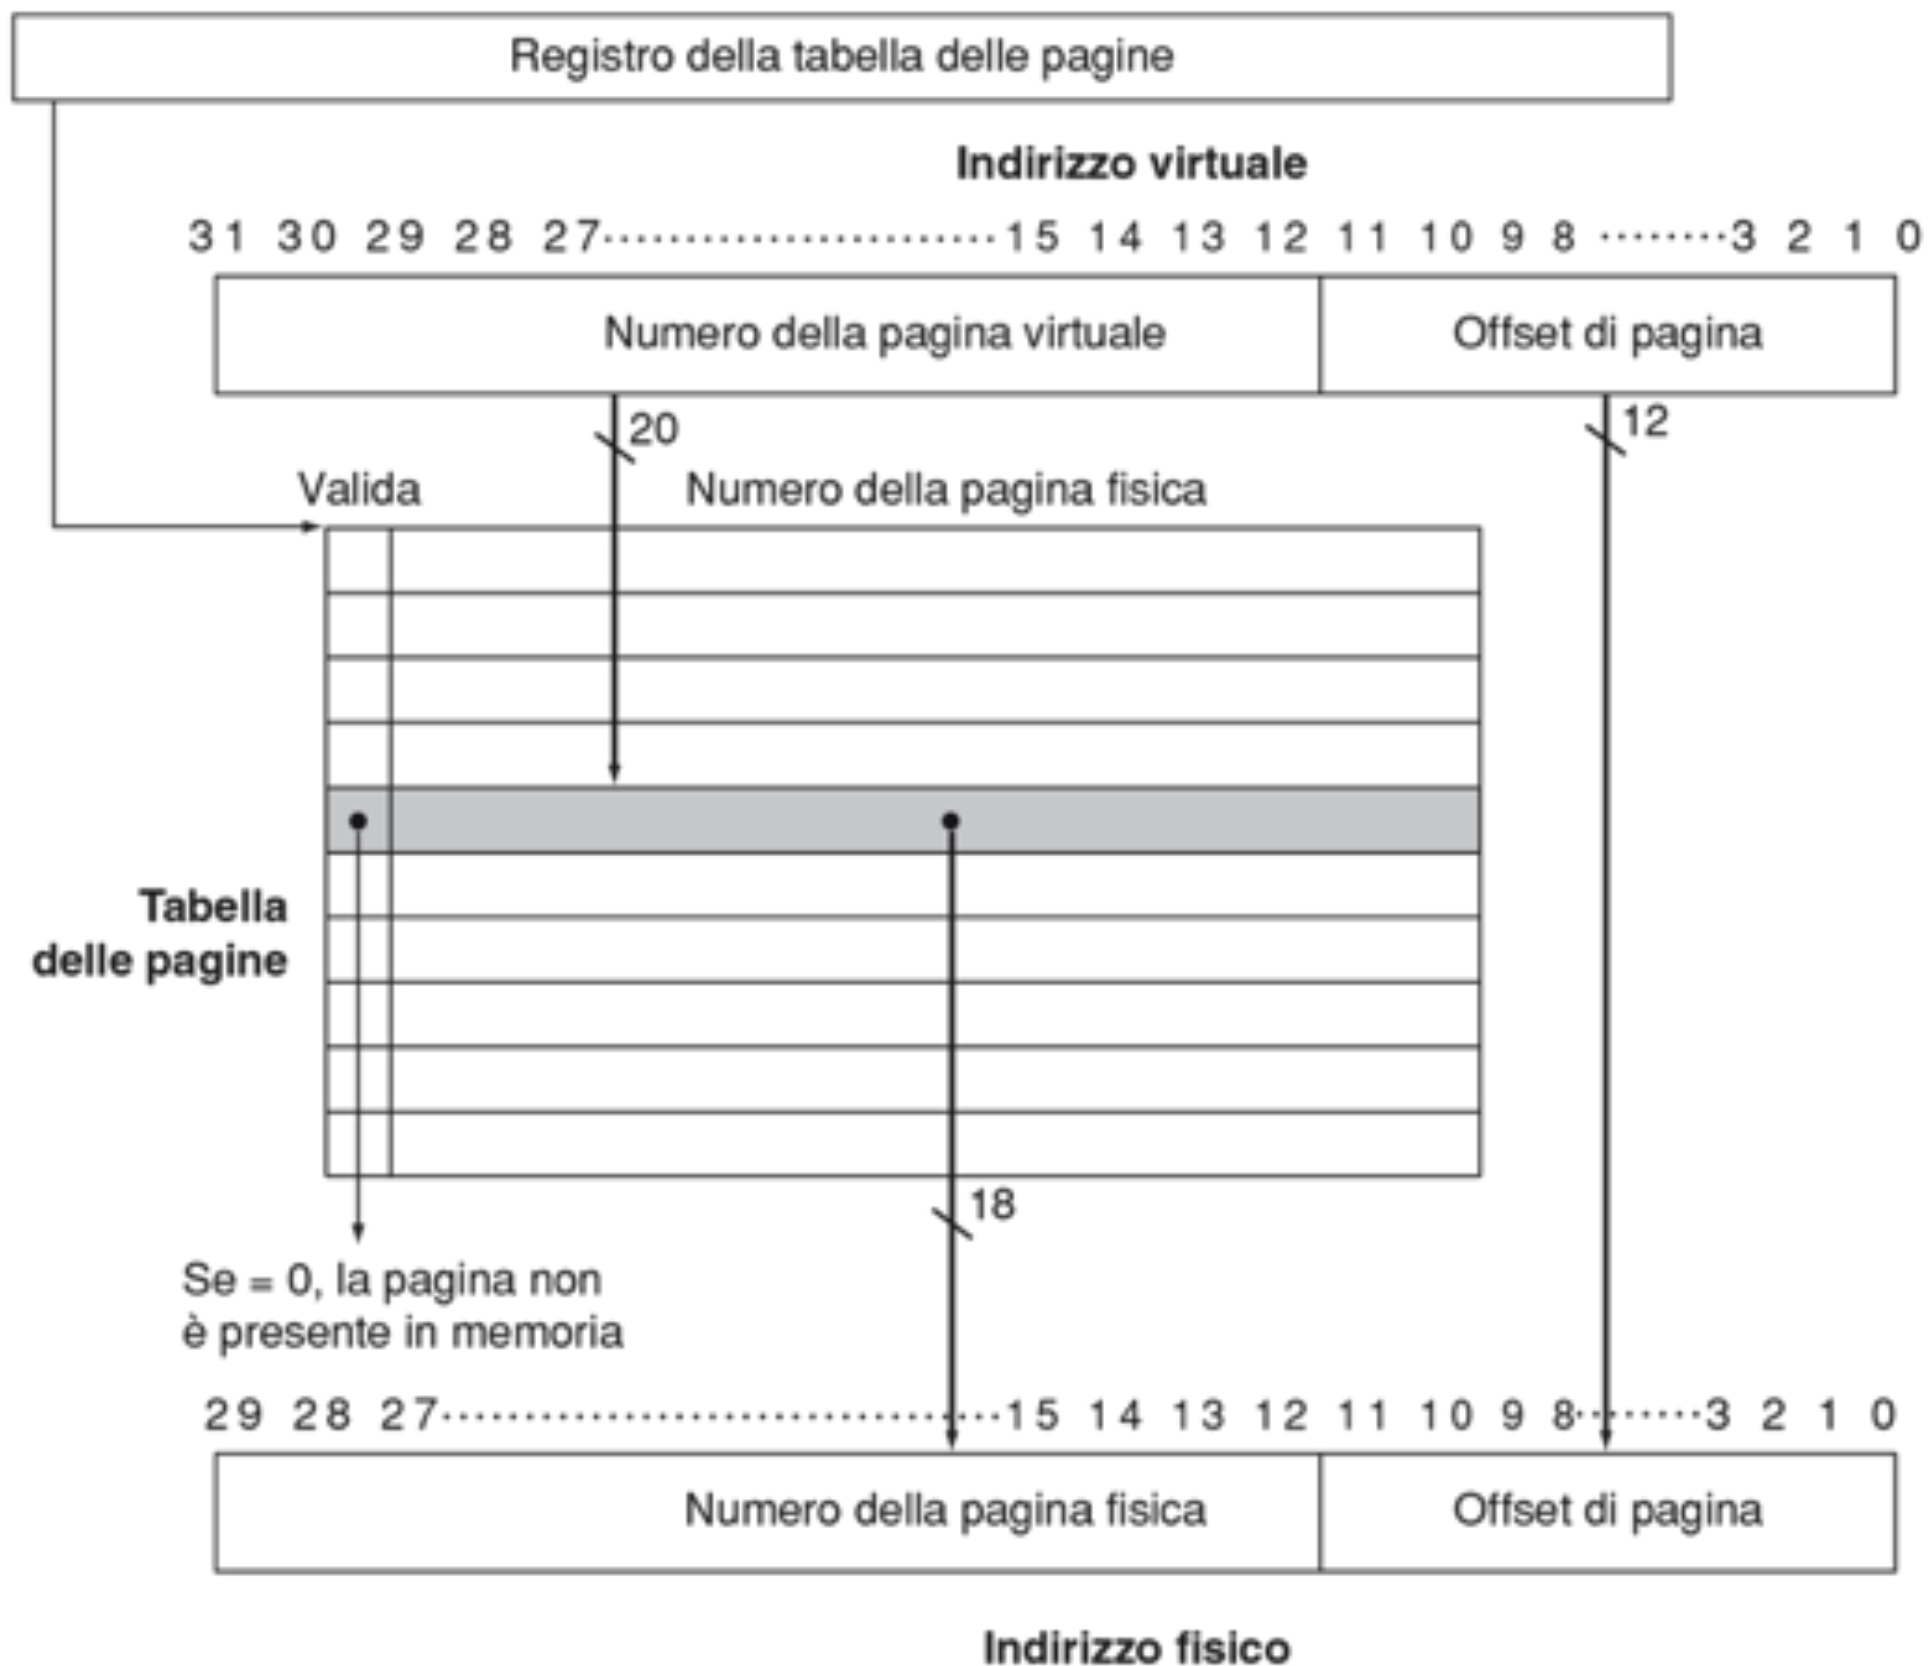 Registro della tabella delle pagine
Indirizzo virtuale
31 30 29 28 27........................15 14 13 12 11 10 9 8 ........3 2 1 0
Numero della pagina virtuale Offset di pagina
20 12
Valida Numero della pagina fisica
Tabella
delle pagine
18
Se = 0, la pagina non
è presente in memoria
29 28 27..................................15 14 13 12 11 10 9 8........3 2 1 0
Numero della pagina fisica Offset di pagina
Indirizzo fisico